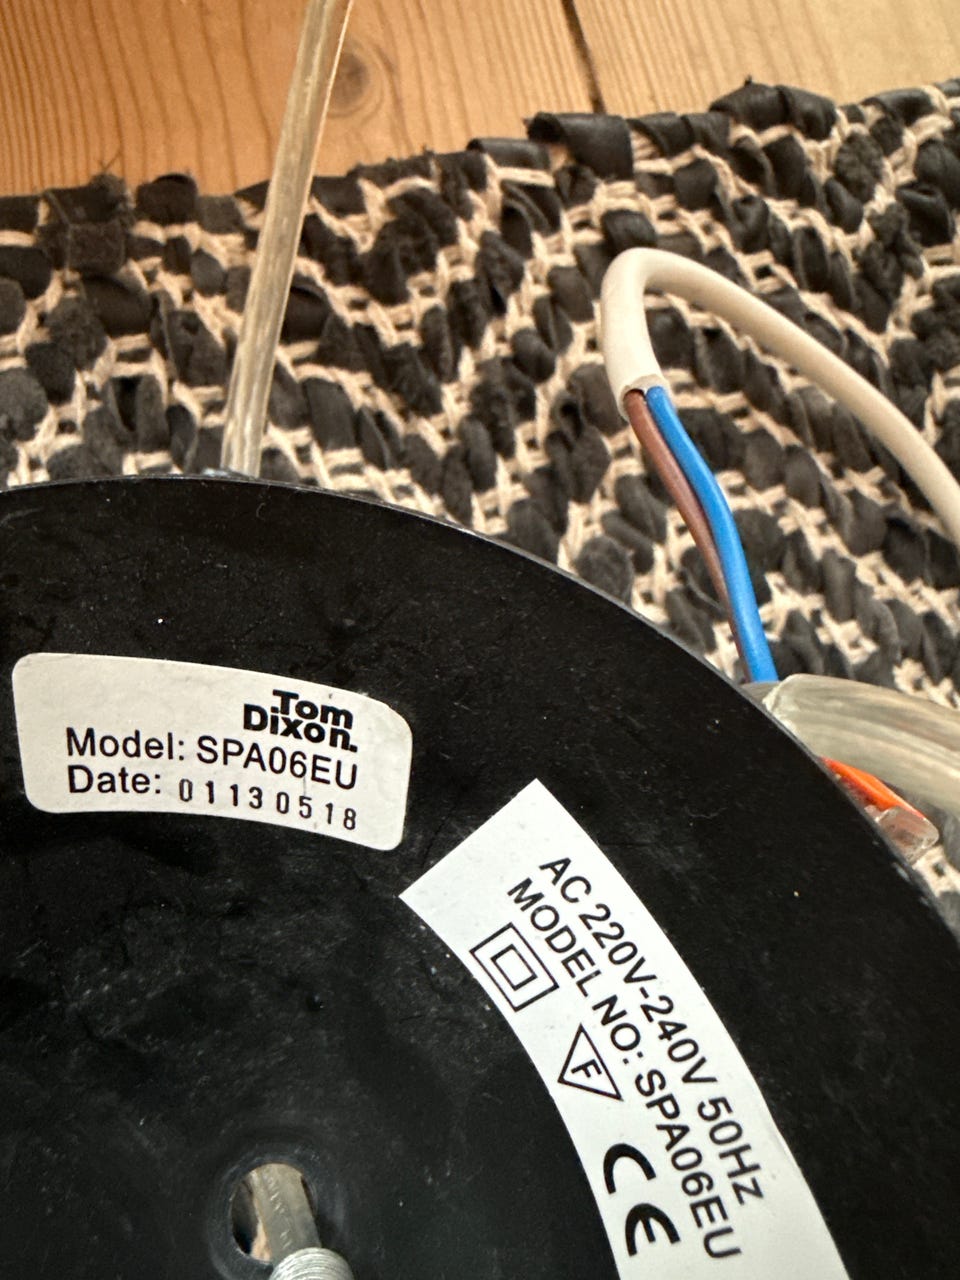 Tom
Dixon.
Model: SPA06EU
Date: 01130518
AC 220V-240V 50Hz
MODEL NO: SPA06EU
F
CE